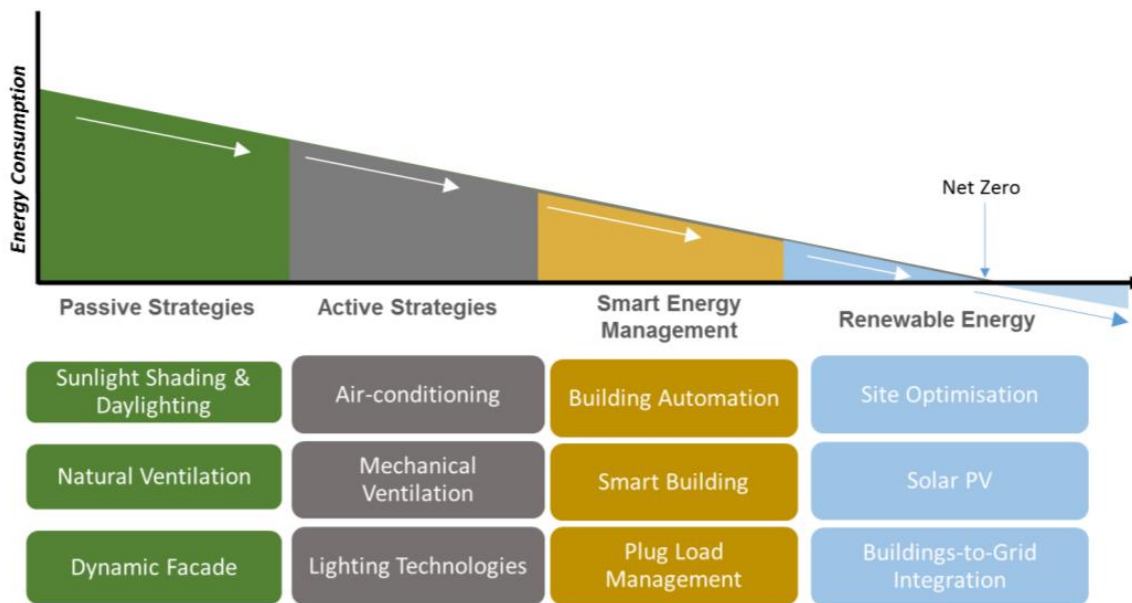 Energy Consumption
Net Zero
Passive Strategies
Active Strategies
Smart Energy
Management
Renewable Energy
Sunlight Shading &
Daylighting
Air-conditioning
Building Automation
Site Optimisation
Natural Ventilation
Mechanical
Ventilation
Smart Building
Solar PV
Dynamic Facade
Lighting Technologies
Plug Load
Management
Buildings-to-Grid
Integration